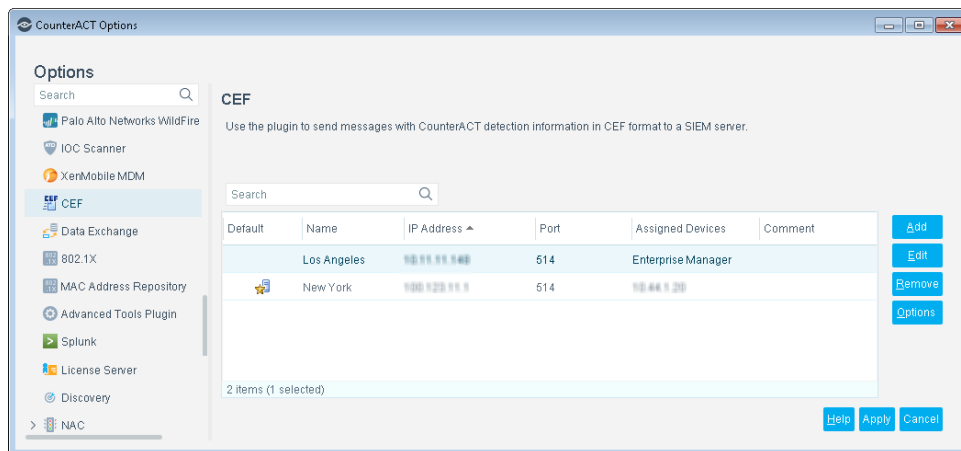 CounterACT Options
Options
Search
Palo Alto Networks WildFire
IOC Scanner
XenMobile MDM
CEF
Data Exchange
802.1X
MAC Address Repository
Advanced Tools Plugin
Splunk
License Server
Discovery
NAC
CEF
Use the plugin to send messages with CounterACT detection information in CEF format to a SIEM server.
Search
Default Name IP Address Port Assigned Devices Comment
Los Angeles 514 Enterprise Manager
New York 514
2 items (1 selected)
Add
Edit
Remove
Options
Help Apply Cancel